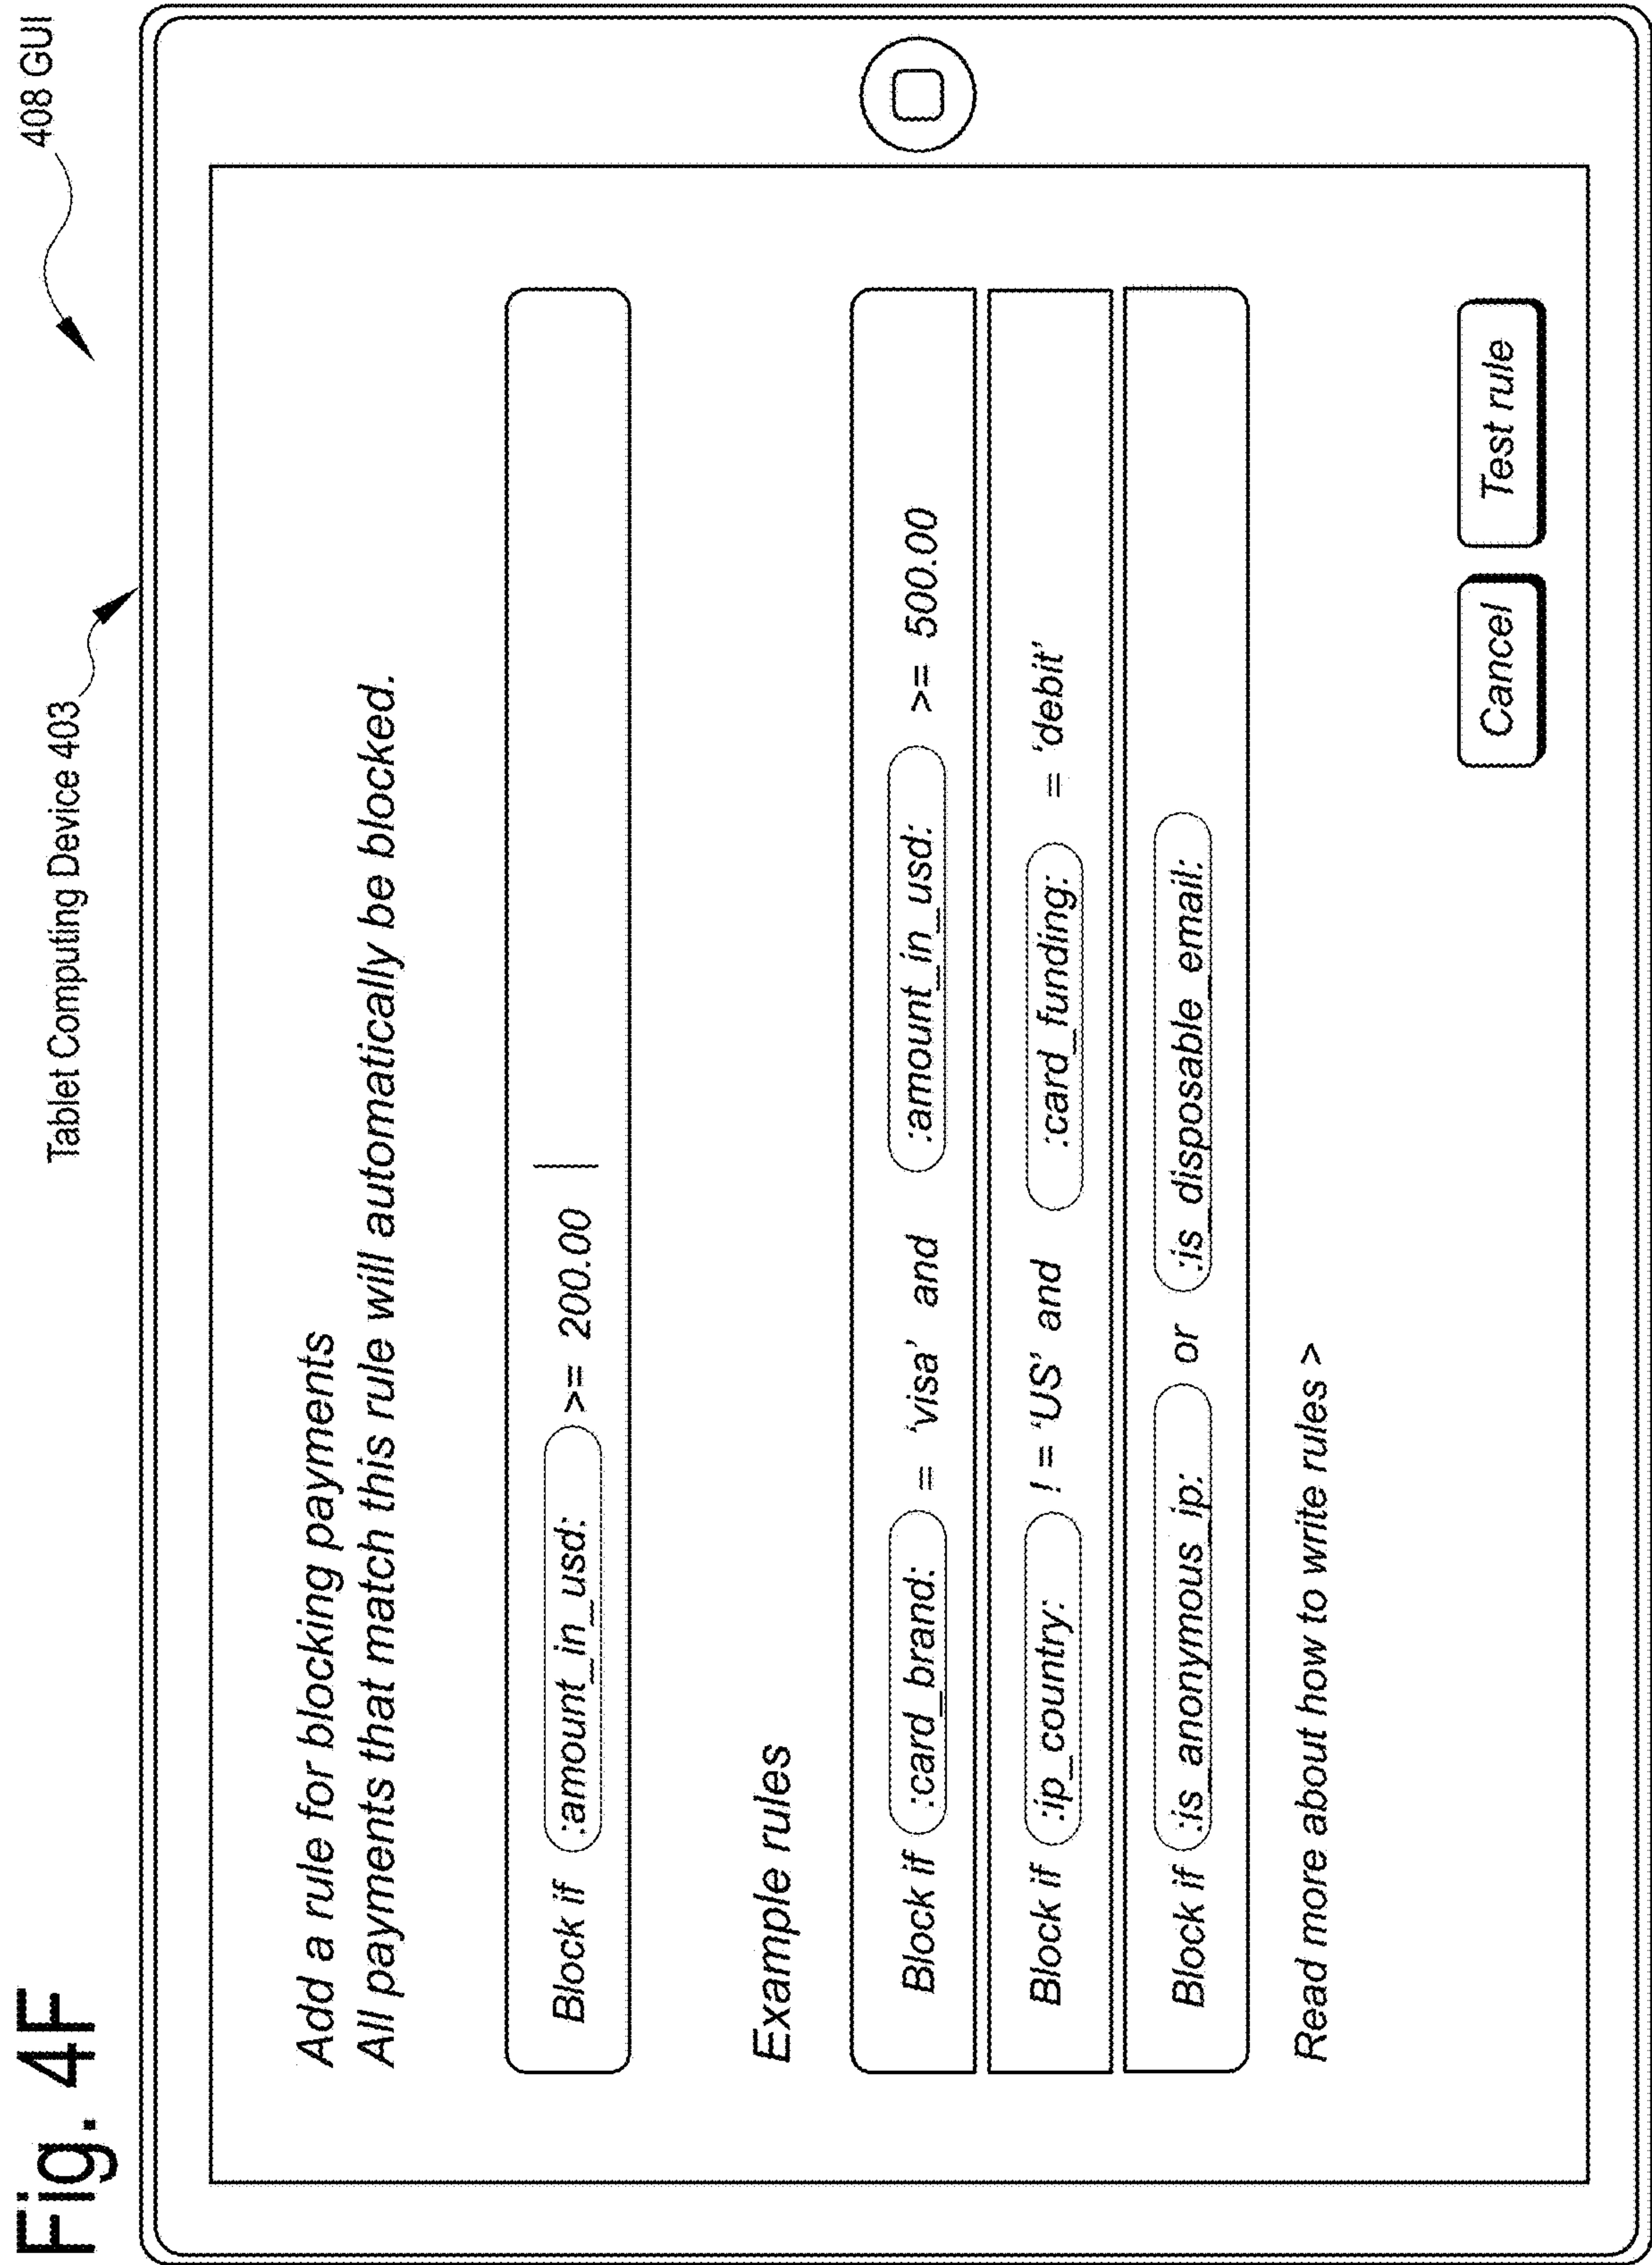 Fig. 4F
Tablet Computing Device 403
408 GUI
Add a rule for blocking payments
All payments that match this rule will automatically be blocked.
Block if :amount_in_usd: >= 200.00
Example rules
Block if :card_brand: = 'visa' and :amount_in_usd: >= 500.00
Block if :ip_country: ! = 'US' and :card_funding: = 'debit'
Block if :is_anonymous_ip: or :is_disposable_email:
Read more about how to write rules >
Cancel Test rule